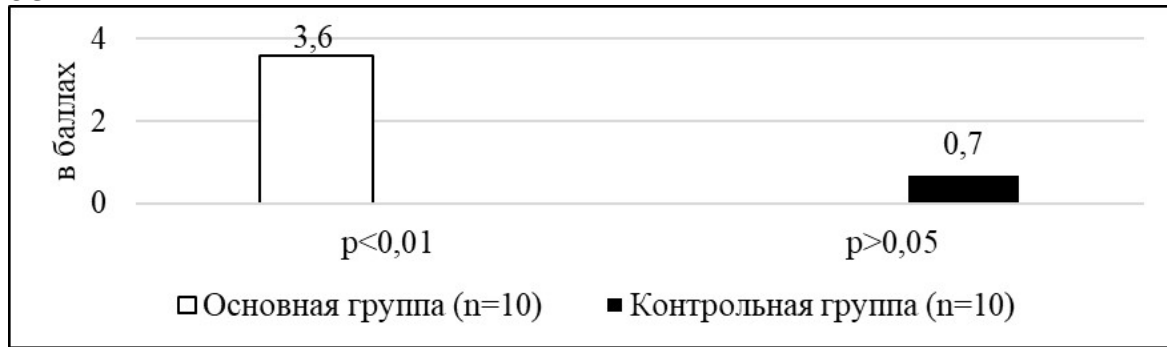 в баллах
4
2
0
3,6
0,7
p<0,01
p>0,05
Основная группа (n=10)
Контрольная группа (n=10)